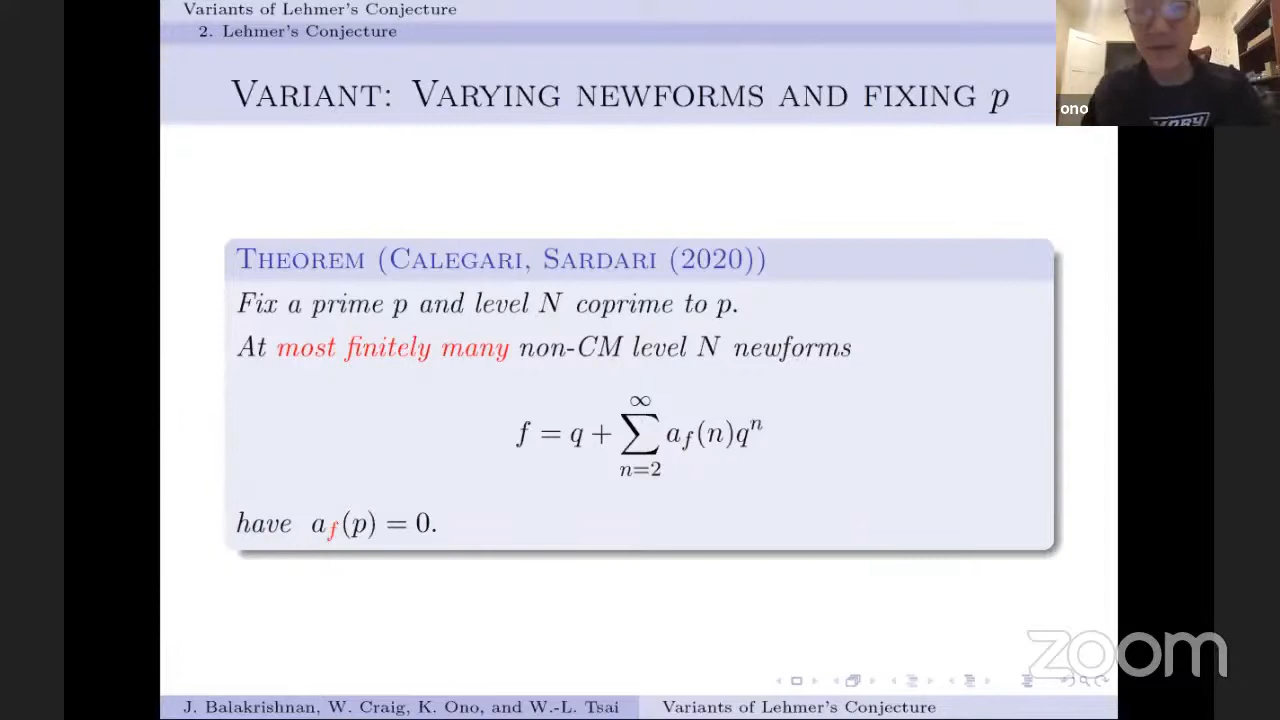 Variants of Lehmer's Conjecture
2. Lehmer's Conjecture
Variant: Varying newforms and fixing p
ono
Theorem (Calegari, Sardari (2020))
Fix a prime p and level N coprime to p.
At most finitely many non-CM level N newforms
f = q + ∑_{n=2}^{∞} a_f(n)q^n
have a_f(p) = 0.
zoom
J. Balakrishnan, W. Craig, K. Ono, and W.-L. Tsai
Variants of Lehmer's Conjecture